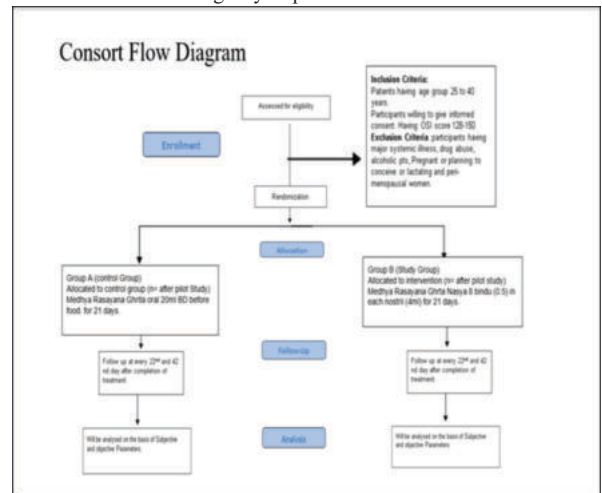 Consort Flow Diagram
Assessed for eligibility
Inclusion Criteria:
Patients having age group 25 to 40
years.
Participants willing to give informed
consent. Having OSI score 128-150
Exclusion Criteria : participants having
major systemic illness, drug abuse,
alcoholic pts, Pregnant or planning to
conceive or lactating and peri-
menopausal women.
Enrollment
Randomization
Allocation
Group A (control Group)
Allocated to control group (n= after pilot Study)
Medhya Rasayana Ghrita oral 20ml BD before
food. for 21 days.
Group B (Study Group)
Allocated to intervention (n= after pilot study)
Medhya Rasayana Ghrta Nasya 8 bindu (0.5) in
each nostril (4ml) for 21 days.
Follow-Up
Follow up at every 22nd and 42
nd day after completion of
treatment.
Follow up at every 22nd and 42
nd day after completion of
treatment.
Analysis
Will be analysed on the basis of Subjective
and objective Parameters
Will be analysed on the basis of Subjective
and objective Parameters